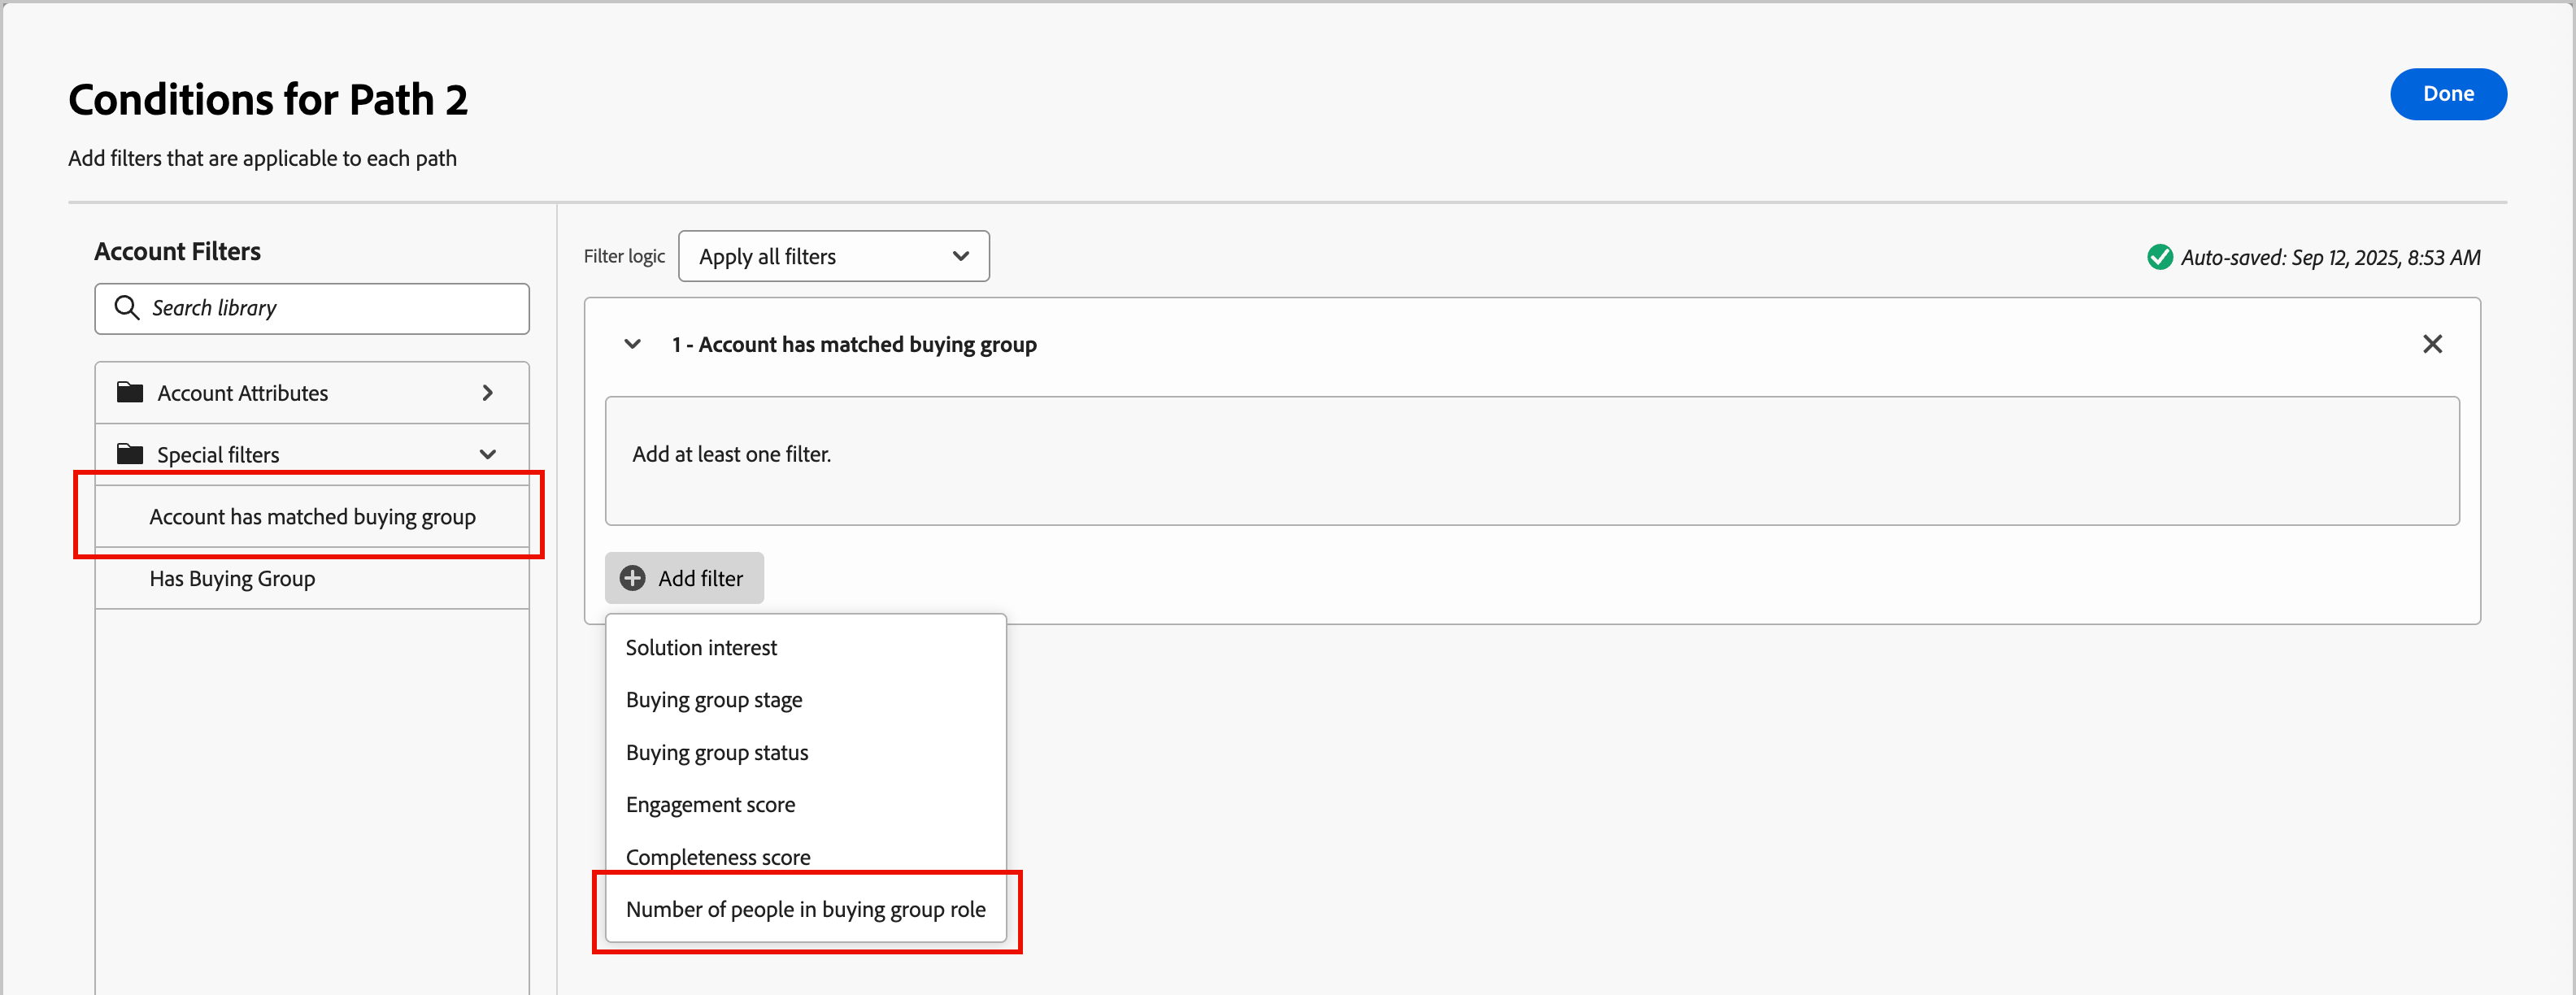 Conditions for Path 2
Done
Add filters that are applicable to each path
Account Filters
Search library
Account Attributes
Special filters
Account has matched buying group
Has Buying Group
Filter logic
Apply all filters
Auto-saved: Sep 12, 2025, 8:53 AM
1 - Account has matched buying group
Add at least one filter.
Add filter
Solution interest
Buying group stage
Buying group status
Engagement score
Completeness score
Number of people in buying group role